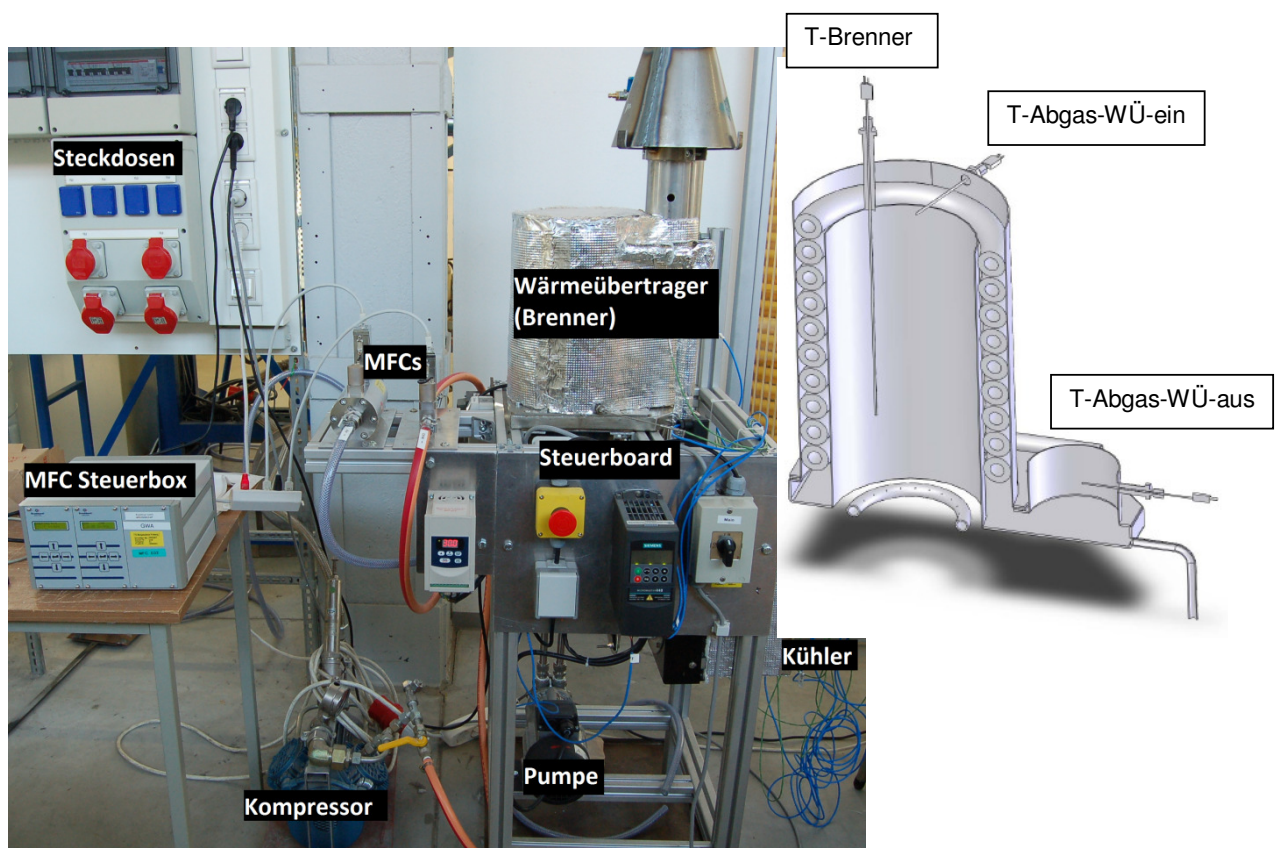 T-Brenner
T-Abgas-WÜ-ein
Steckdosen
Wärmeübertrager
(Brenner)
MFCs
T-Abgas-WÜ-aus
MFC Steuerbox
Steuerboard
Kühler
Pumpe
Kompressor